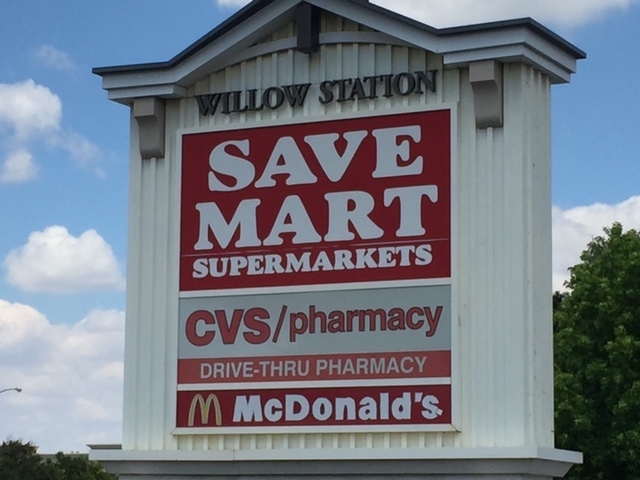 WILLOW STATION
SAVE
MART
SUPERMARKETS
CVS/pharmacy
DRIVE-THRU PHARMACY
McDonald's